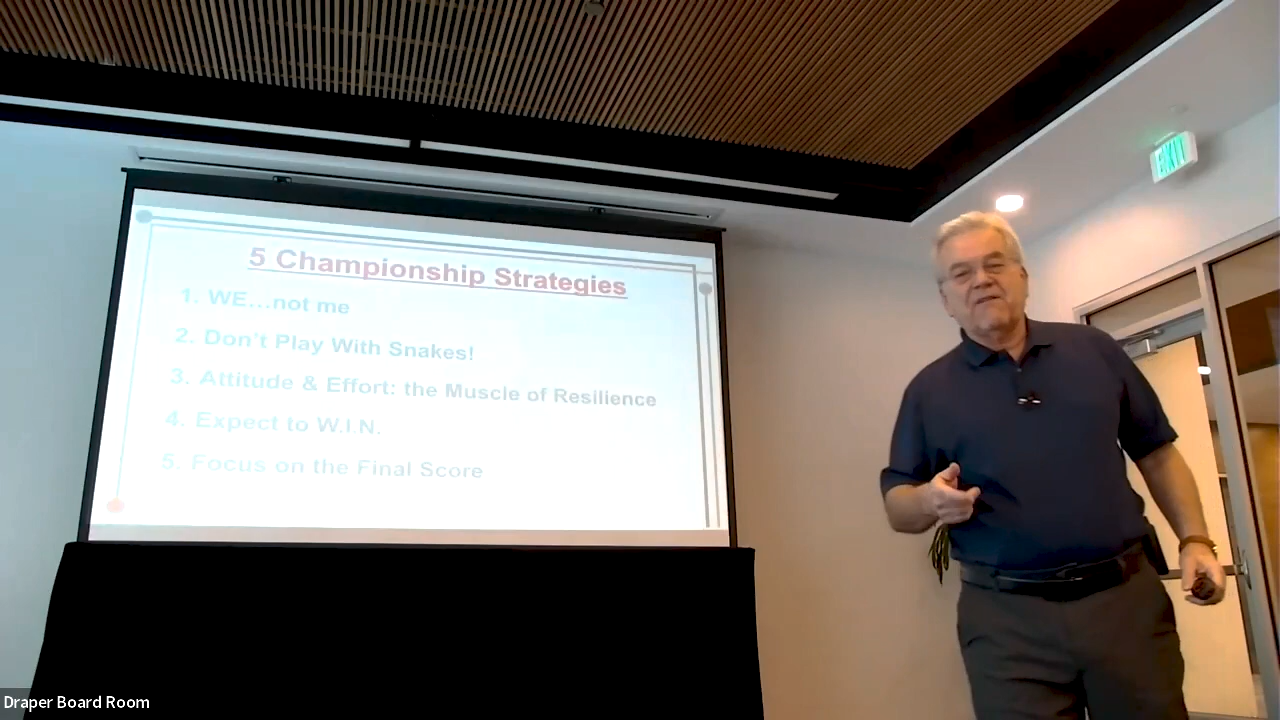 5 Championship Strategies
1. WE...not me
2. Don't Play With Snakes!
3. Attitude & Effort: the Muscle of Resilience
4. Expect to W.I.N.
5. Focus on the Final Score
EXIT
Draper Board Room